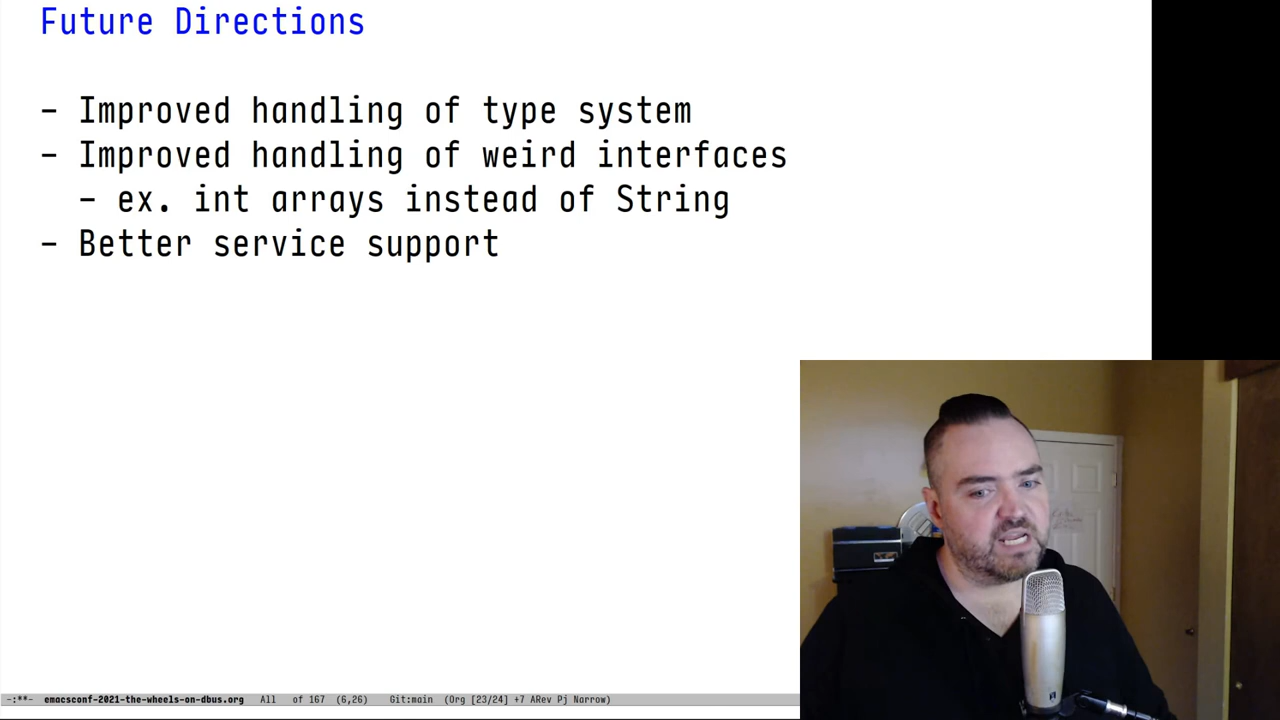 Future Directions
- Improved handling of type system
- Improved handling of weird interfaces
- ex. int arrays instead of String
- Better service support
-:**- emacsconf-2021-the-wheels-on-dbus.org All of 167 (6,26) Git:main (Org [23/24] +7 ARev Pj Narrow)